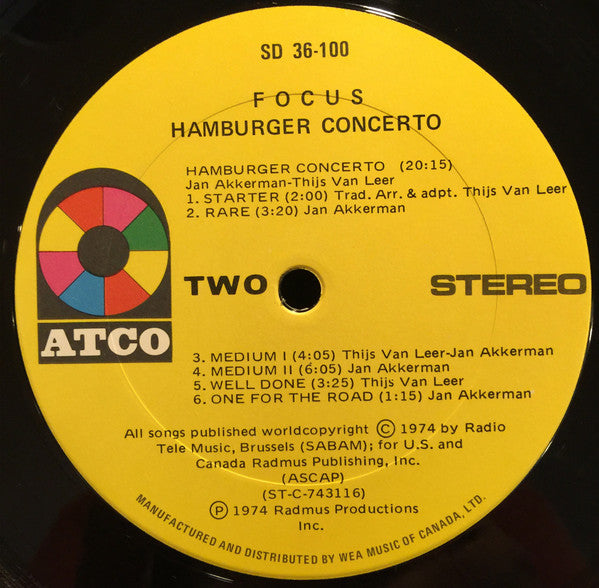 SD 36-100
FOCUS
HAMBURGER CONCERTO
HAMBURGER CONCERTO (20:15)
Jan Akkerman-Thijs Van Leer
1. STARTER (2:00) Trad. Arr. & adpt. Thijs Van Leer
2. RARE (3:20) Jan Akkerman
ATCO
TWO
STEREO
3. MEDIUM I (4:05) Thijs Van Leer-Jan Akkerman
4. MEDIUM II (6:05) Jan Akkerman
5. WELL DONE (3:25) Thijs Van Leer
6. ONE FOR THE ROAD (1:15) Jan Akkerman
All songs published worldcopyright © 1974 by Radio
Tele Music, Brussels (SABAM); for U.S. and
Canada Radmus Publishing, Inc.
(ASCAP)
(ST-C-743116)
℗ 1974 Radmus Productions
Inc.
MANUFACTURED AND DISTRIBUTED BY WEA MUSIC OF CANADA, LTD.